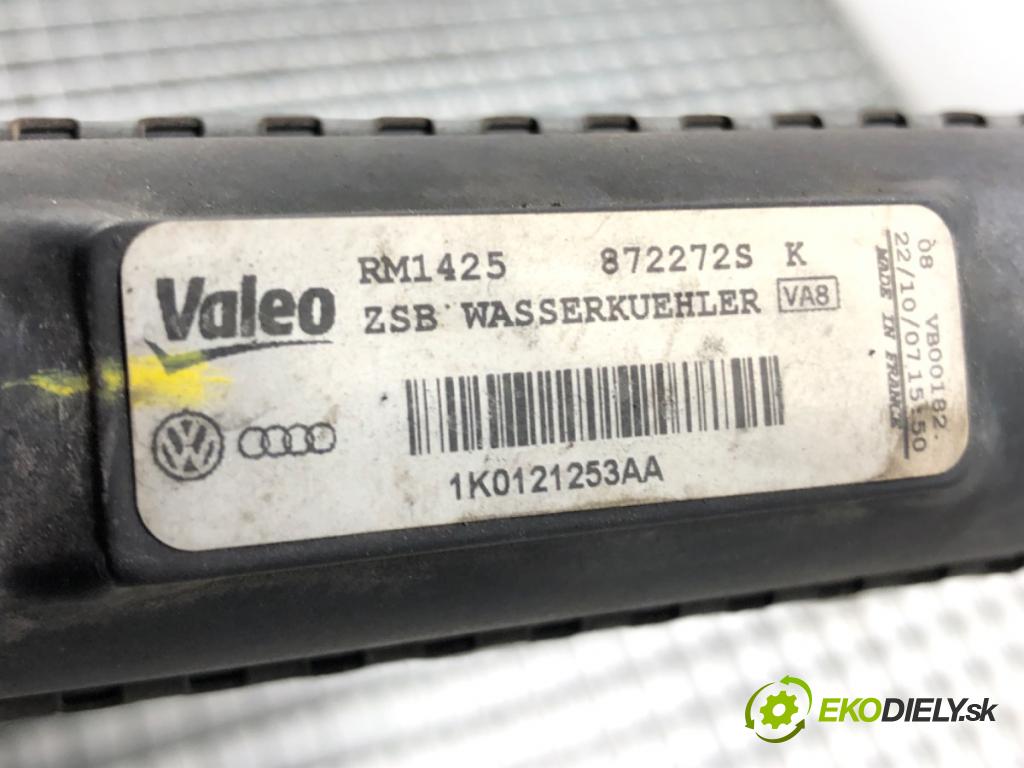 Valeo
RM1425 872272S K
ZSB WASSERKUEHLER VA8
1K0121253AA
08 VB00182.
22/10/07 15:50
MADE IN FRANCE
EKODIELY.sk